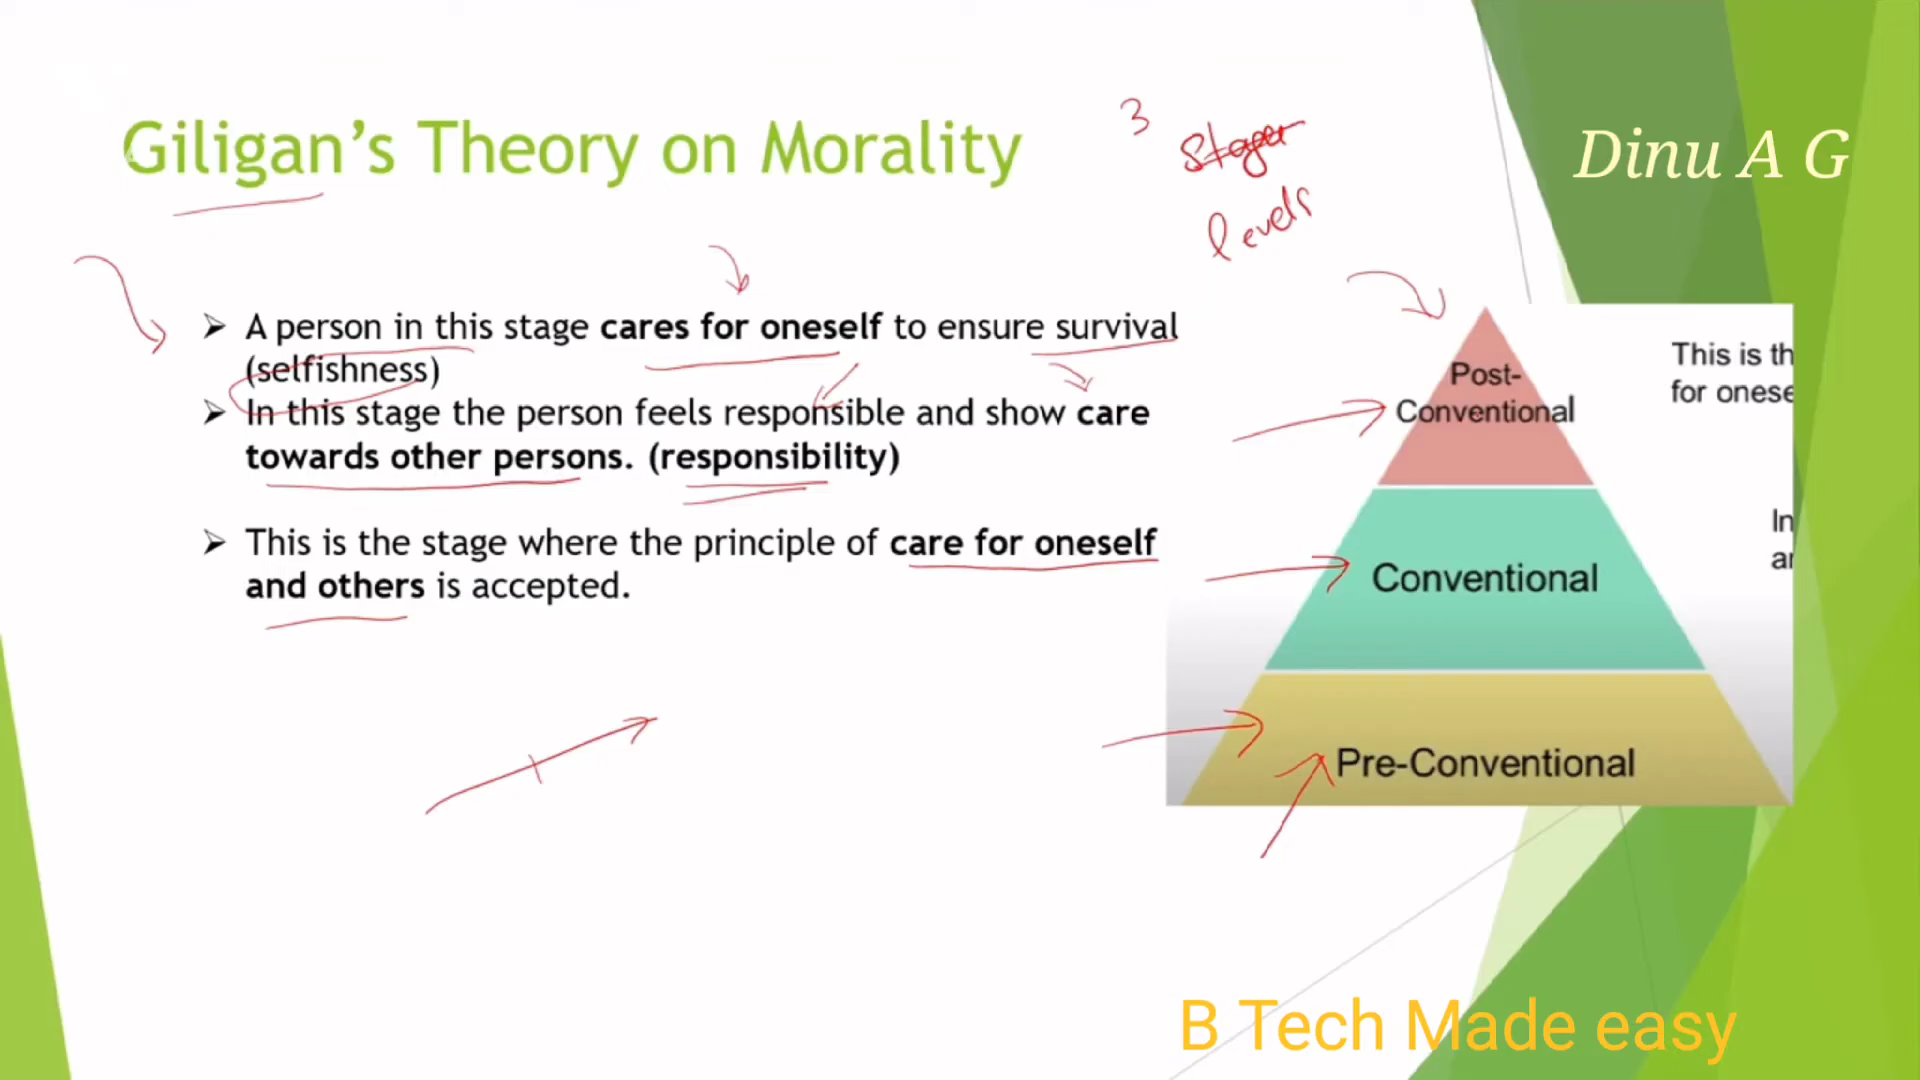 Giligan's Theory on Morality
3
Stages
levels
Dinu A G
➢ A person in this stage cares for oneself to ensure survival
(selfishness)
➢ In this stage the person feels responsible and show care
towards other persons. (responsibility)
➢ This is the stage where the principle of care for oneself
and others is accepted.
Post-
Conventional
Conventional
Pre-Conventional
This is th
for onese
In
ar
B Tech Made easy